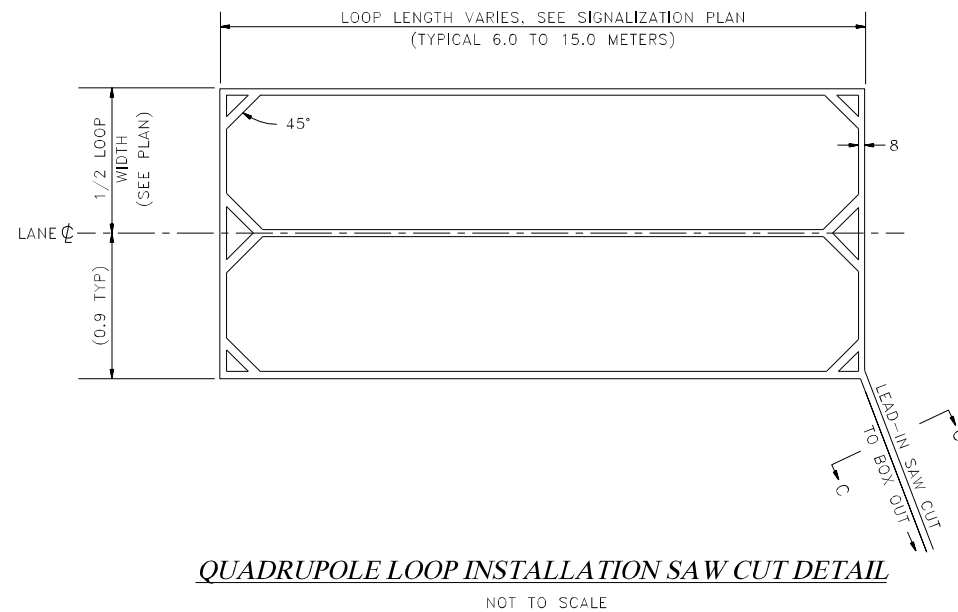 LOOP LENGTH VARIES, SEE SIGNALIZATION PLAN
(TYPICAL 6.0 TO 15.0 METERS)
1/2 LOOP
WIDTH
(SEE PLAN)
45°
8
LANE ℄
(0.9 TYP)
LEAD-IN SAW CUT
TO BOX OUT
C
C
QUADRUPOLE LOOP INSTALLATION SAW CUT DETAIL
NOT TO SCALE